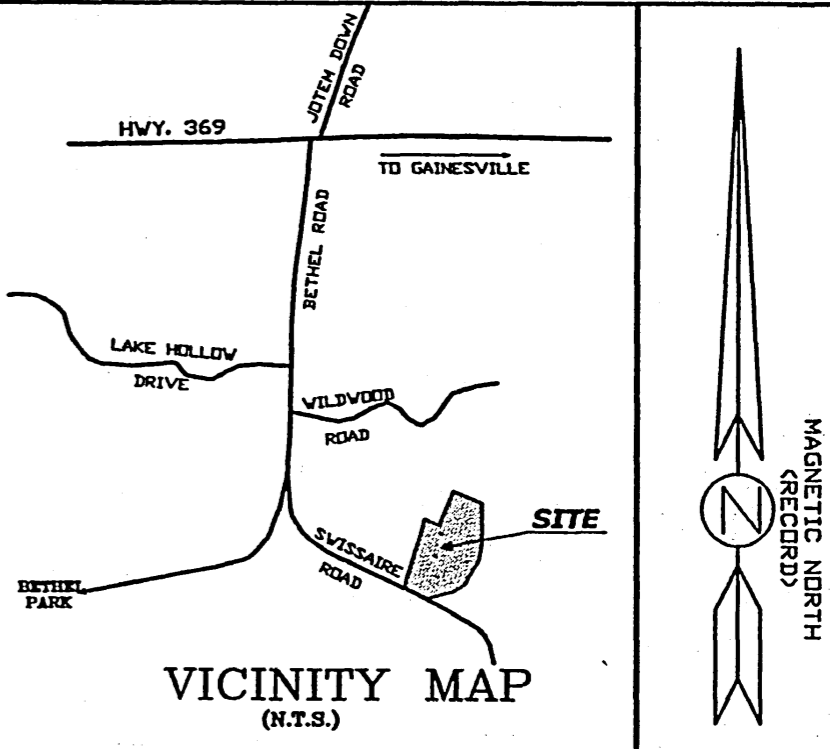 JOTEM DOWN
ROAD
HWY. 369
TO GAINESVILLE
BETHEL ROAD
LAKE HOLLOW
DRIVE
WILDWOOD
ROAD
SITE
SWISSAIRE
ROAD
BETHEL
PARK
VICINITY MAP
(N.T.S.)
MAGNETIC NORTH
(RECORD)
N